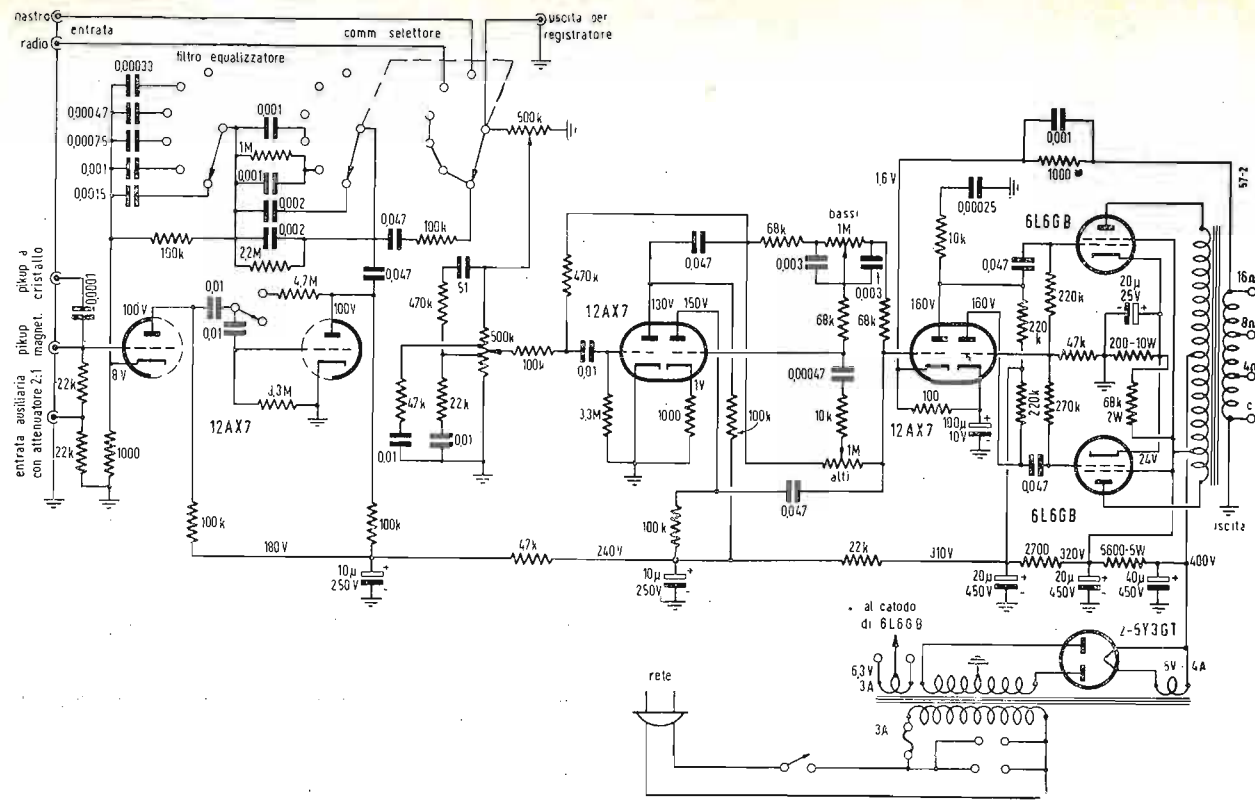 nastro
entrata
radio
comm selettore
uscita per
registratore
filtro equalizzatore
0,00033
0,00047
0,00075
0,001
0,0015
0,001
1M
0,001
0,002
0,002
2,2M
100k
0,047
100k
0,047
500k
pikup a
cristallo
pikup
magnet.
entrata ausiliaria
con attenuatore 2:1
22k
22k
1000
100V
8V
0,01
0,01
4,7M
100V
3,3M
12AX7
100k
100k
180V
10µ
250V
47k
470k
S1
500k
47k
22k
0,01
0,01
100k
470k
0,01
12AX7
130V
150V
3,3M
1V
1000
100k
100k
240V
10µ
250V
0,047
68k
bassi
1M
0,003
0,003
68k
68k
0,00047
10k
1M
alti
0,047
22k
310V
1,6V
0,00025
10k
160V
160V
12AX7
100
100µ
10V
0,001
1000
57-2
6L6GB
0,047
220k
220
k
220k
270k
47k
20µ
25V
200-10W
68k
2W
24V
0,047
6L6GB
16Ω
8Ω
4Ω
C
uscita
2700
320V
5600-5W
400V
20µ
450V
20µ
450V
40µ
450V
al catodo
di 6L6GB
2-5Y3GT
6,3V
3A
5V
4A
rete
3A